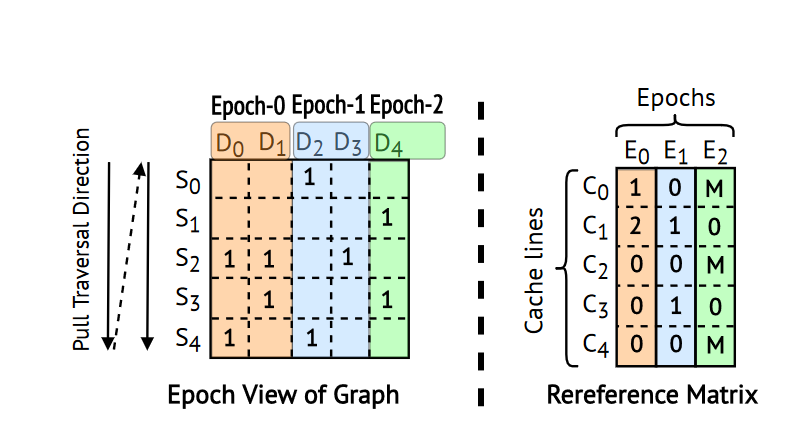 Epoch-0 Epoch-1 Epoch-2
D0 D1 D2 D3 D4
S0 1
S1 1
S2 1 1 1
S3 1 1
S4 1 1
Pull Traversal Direction
Epoch View of Graph
Epochs
E0 E1 E2
C0 1 0 M
C1 2 1 0
C2 0 0 M
C3 0 1 0
C4 0 0 M
Cache lines
Rereference Matrix